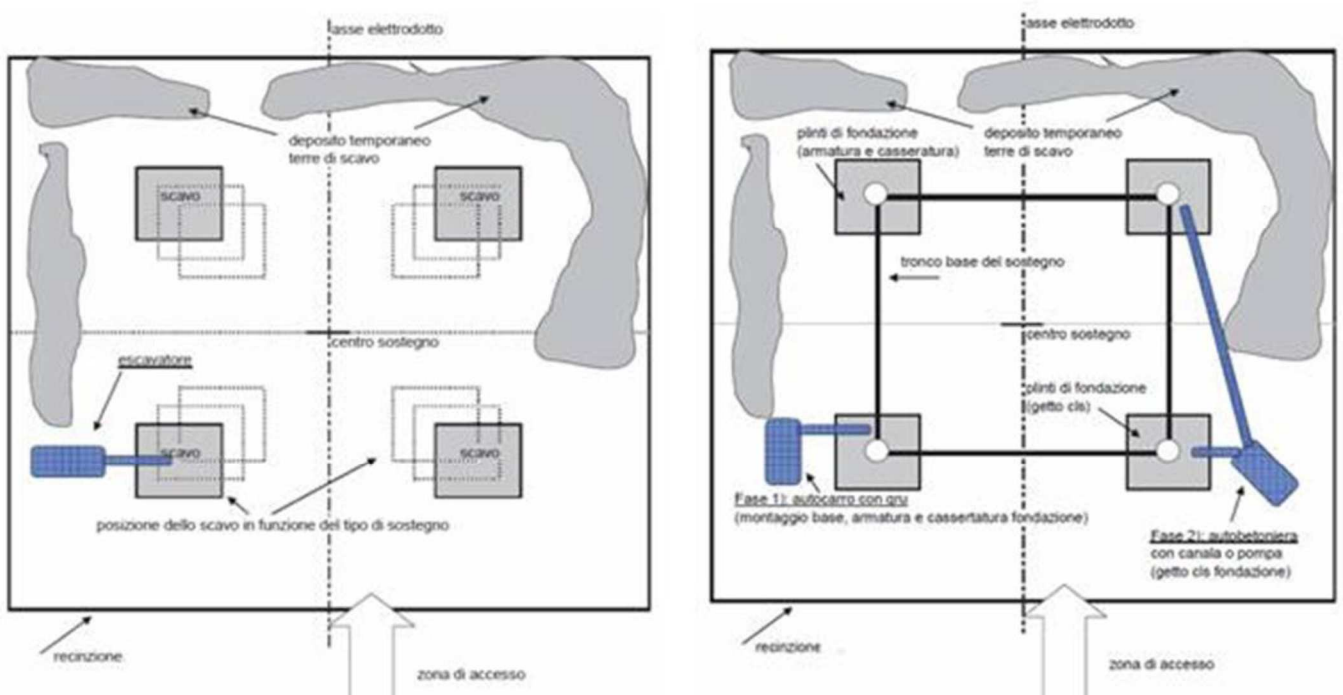 asse elettrodotto
deposito temporaneo
terre di scavo
scavo
scavo
centro sostegno
escavatore
scavo
scavo
posizione dello scavo in funzione del tipo di sostegno
recinzione
zona di accesso
asse elettrodotto
plinti di fondazione
(armatura e casseratura)
deposito temporaneo
terre di scavo
tronco base del sostegno
centro sostegno
plinti di fondazione
(getto cls)
Fase 1): autocarro con gru
(montaggio base, armatura e cassertatura fondazione)
Fase 2): autobetoniera
con canala o pompa
(getto cls fondazione)
recinzione
zona di accesso